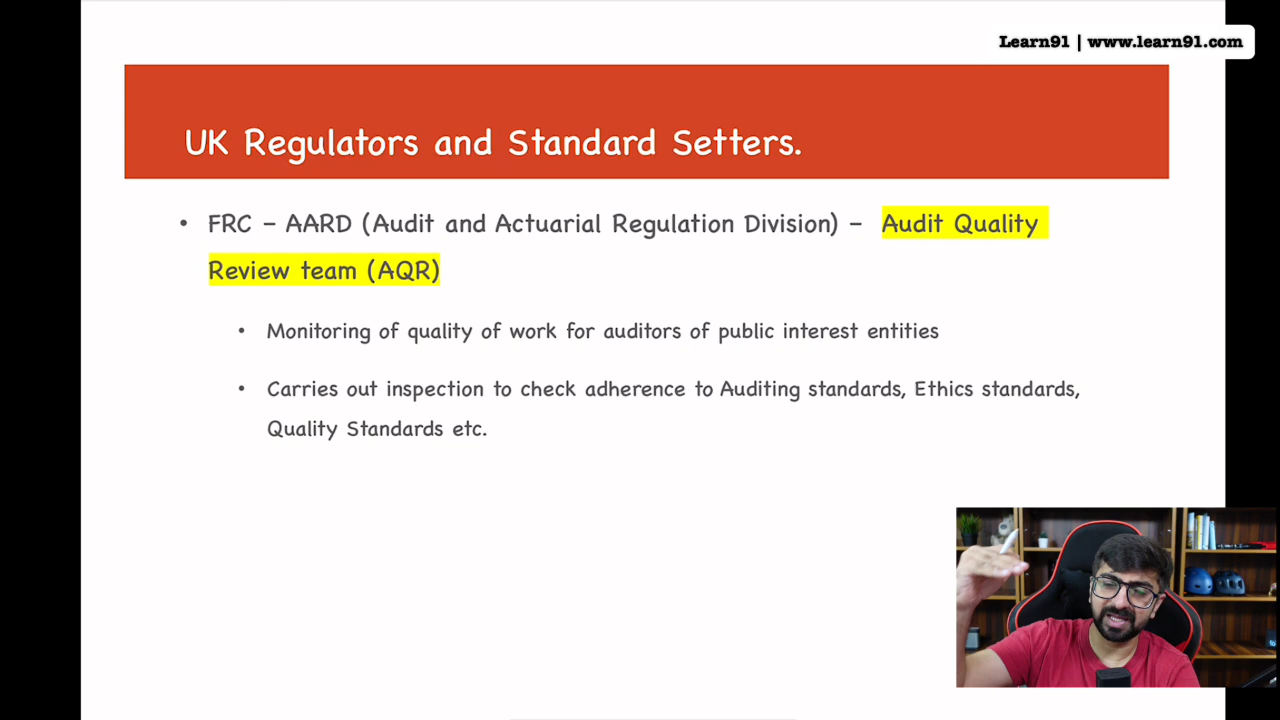 Learn91 | www.learn91.com
UK Regulators and Standard Setters.
• FRC – AARD (Audit and Actuarial Regulation Division) – Audit Quality
Review team (AQR)
• Monitoring of quality of work for auditors of public interest entities
• Carries out inspection to check adherence to Auditing standards, Ethics standards,
Quality Standards etc.